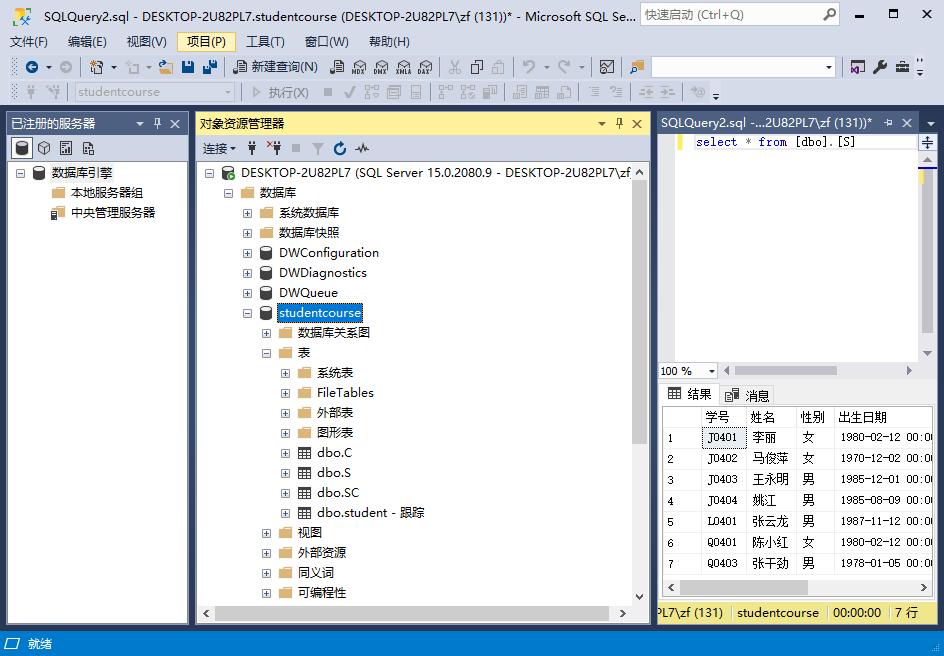 SQLQuery2.sql - DESKTOP-2U82PL7.studentcourse (DESKTOP-2U82PL7\zf (131))* - Microsoft SQL Se...
快速启动 (Ctrl+Q)
文件(F) 编辑(E) 视图(V) 项目(P) 工具(T) 窗口(W) 帮助(H)
新建查询(N) MDX DMX XMLA DAX
studentcourse 执行(X)
已注册的服务器
数据库引擎
本地服务器组
中央管理服务器
对象资源管理器
连接
DESKTOP-2U82PL7 (SQL Server 15.0.2080.9 - DESKTOP-2U82PL7\zf
数据库
系统数据库
数据库快照
DWConfiguration
DWDiagnostics
DWQueue
studentcourse
数据库关系图
表
系统表
FileTables
外部表
图形表
dbo.C
dbo.S
dbo.SC
dbo.student - 跟踪
视图
外部资源
同义词
可编程性
SQLQuery2.sql -...2U82PL7\zf (131))*
select * from [dbo].[S]
100 %
结果 消息
学号 姓名 性别 出生日期
1 J0401 李丽 女 1980-02-12 00:0
2 J0402 马俊萍 女 1970-12-02 00:0
3 J0403 王永明 男 1985-12-01 00:0
4 J0404 姚江 男 1985-08-09 00:0
5 L0401 张云龙 男 1987-11-12 00:0
6 Q0401 陈小红 女 1980-02-12 00:0
7 Q0403 张干劲 男 1978-01-05 00:0
PL7\zf (131) studentcourse 00:00:00 7 行
就绪